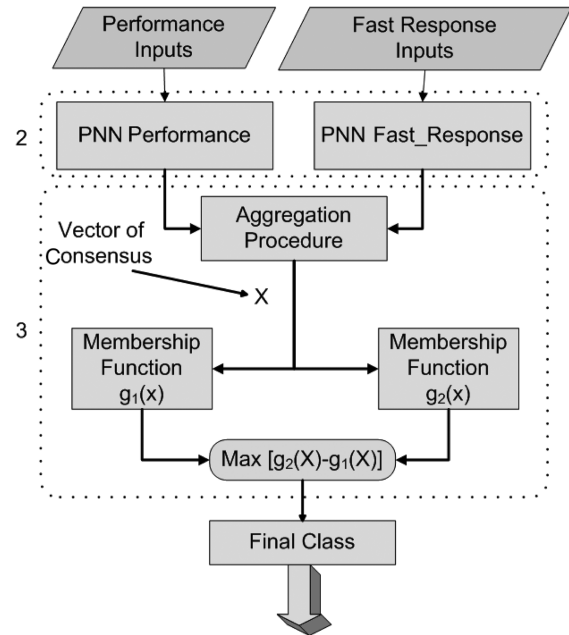 Performance
Inputs
Fast Response
Inputs
2
PNN Performance
PNN Fast_Response
Aggregation
Procedure
Vector of
Consensus
X
3
Membership
Function
g₁(x)
Membership
Function
g₂(x)
Max [g₂(X)-g₁(X)]
Final Class